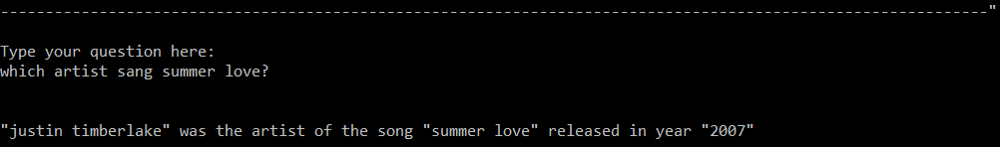 --------------------------------------------------------------------------------------------------------------"
Type your question here:
which artist sang summer love?
"justin timberlake" was the artist of the song "summer love" released in year "2007"